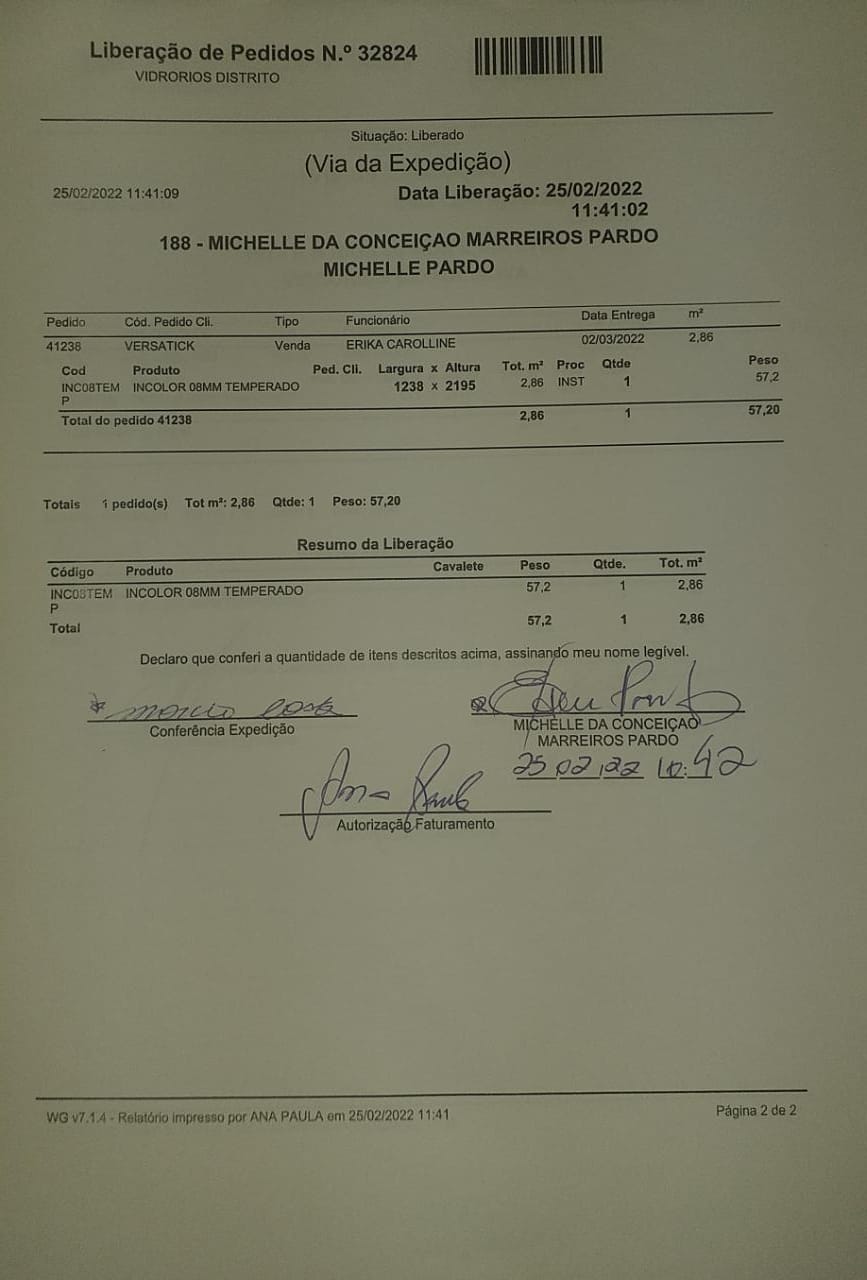 Liberação de Pedidos N.º 32824
VIDRORIOS DISTRITO
Situação: Liberado
(Via da Expedição)
25/02/2022 11:41:09 Data Liberação: 25/02/2022
11:41:02
188 - MICHELLE DA CONCEIÇAO MARREIROS PARDO
MICHELLE PARDO
Pedido Cód. Pedido Cli. Tipo Funcionário Data Entrega m²
41238 VERSATICK Venda ERIKA CAROLLINE 02/03/2022 2,86
Cod Produto Ped. Cli. Largura x Altura Tot. m² Proc Qtde Peso
INC08TEM INCOLOR 08MM TEMPERADO 1238 x 2195 2,86 INST 1 57,2
P
Total do pedido 41238 2,86 1 57,20
Totais 1 pedido(s) Tot m²: 2,86 Qtde: 1 Peso: 57,20
Resumo da Liberação
Código Produto Cavalete Peso Qtde. Tot. m²
INC08TEM INCOLOR 08MM TEMPERADO 57,2 1 2,86
P
Total 57,2 1 2,86
Declaro que conferi a quantidade de itens descritos acima, assinando meu nome legível.
Conferência Expedição
MICHELLE DA CONCEIÇAO
MARREIROS PARDO
25 02 22
Ana Paula
Autorização Faturamento
WG v7.1.4 - Relatório impresso por ANA PAULA em 25/02/2022 11:41
Página 2 de 2